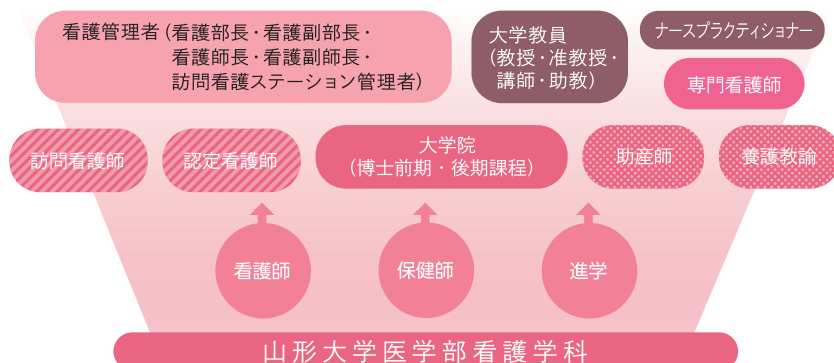 看護管理者（看護部長・看護副部長・
看護師長・看護副師長・
訪問看護ステーション管理者）
大学教員
（教授・准教授・
講師・助教）
ナースプラクティショナー
専門看護師
訪問看護師
認定看護師
大学院
（博士前期・後期課程）
助産師
養護教諭
看護師
保健師
進学
山形大学医学部看護学科